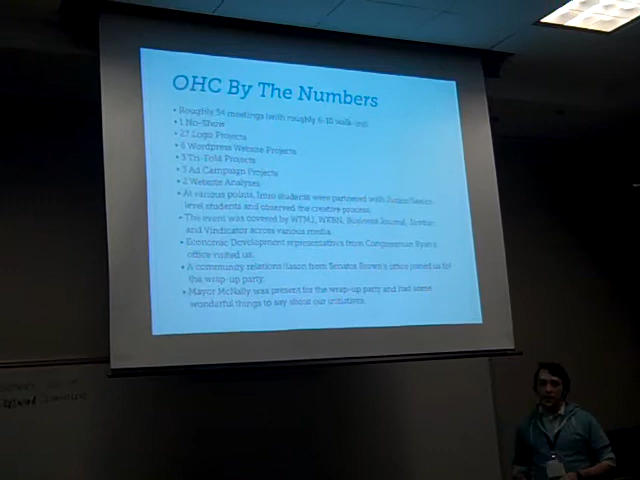 OHC By The Numbers
• Roughly 54 meetings (with roughly 6-10 walk-ins)
• 1 No-Show
• 27 Logo Projects
• 6 Wordpress Website Projects
• 3 Tri-Fold Projects
• 3 Ad Campaign Projects
• 2 Website Analyses
• At various points, Intro students were partnered with Junior/Senior
level students and observed the creative process.
• The event was covered by WFMJ, WKBN, Business Journal,
and Vindicator across various media.
• Economic Development representatives from Congressman Ryan's
office visited us.
• A community relations liason from Senator Brown's office joined us for
the wrap-up party.
• Mayor McNally was present for the wrap-up party and had some
wonderful things to say about our initiatives.